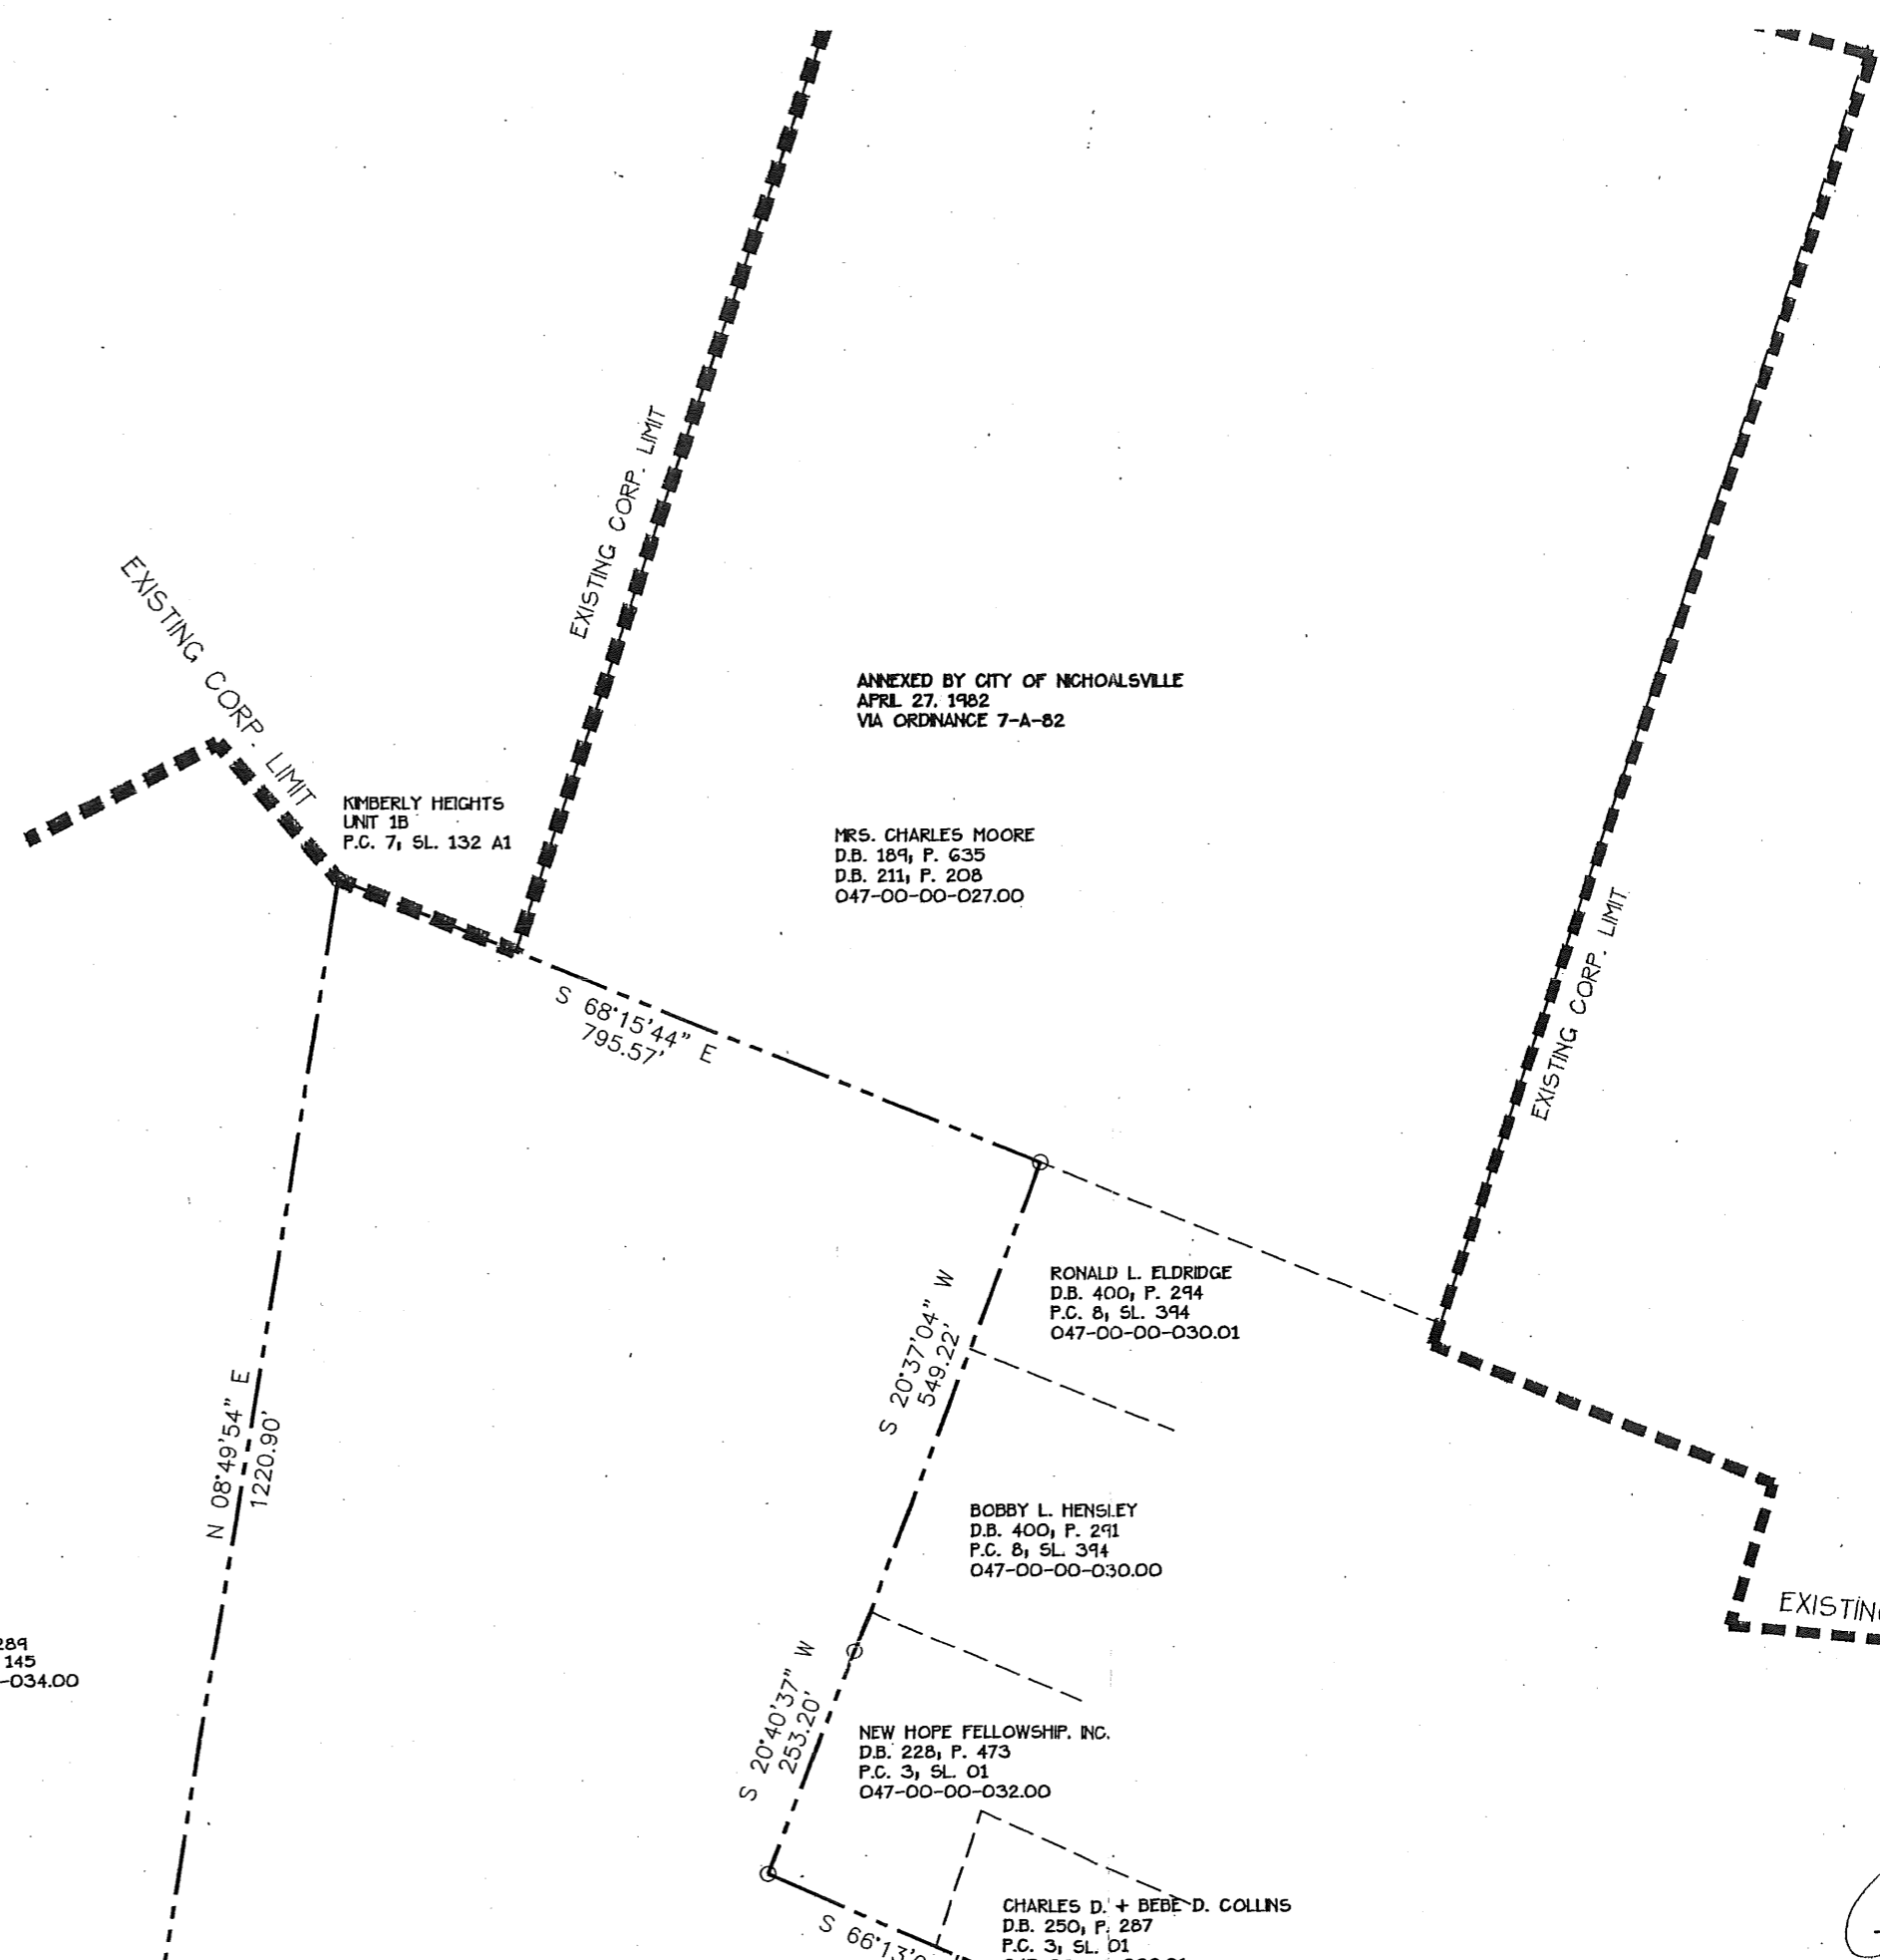 EXISTING CORP. LIMIT
EXISTING CORP. LIMIT
ANNEXED BY CITY OF NICHOALSVILLE
APRIL 27, 1982
VIA ORDINANCE 7-A-82
KIMBERLY HEIGHTS
UNIT 1B
P.C. 7, SL. 132 A1
MRS. CHARLES MOORE
D.B. 189, P. 635
D.B. 211, P. 208
047-00-00-027.00
EXISTING CORP. LIMIT
S 68°15'44" E
795.57'
RONALD L. ELDRIDGE
D.B. 400, P. 294
P.C. 8, SL. 394
047-00-00-030.01
S 20°37'04" W
549.22'
N 08°49'54" E
1220.90'
BOBBY L. HENSLEY
D.B. 400, P. 291
P.C. 8, SL. 394
047-00-00-030.00
EXISTIN
289
145
-034.00
S 20°40'37" W
253.20'
NEW HOPE FELLOWSHIP, INC.
D.B. 228, P. 473
P.C. 3, SL. 01
047-00-00-032.00
CHARLES D. + BEBE D. COLLINS
D.B. 250, P. 287
P.C. 3, SL. 01
S 66°13'